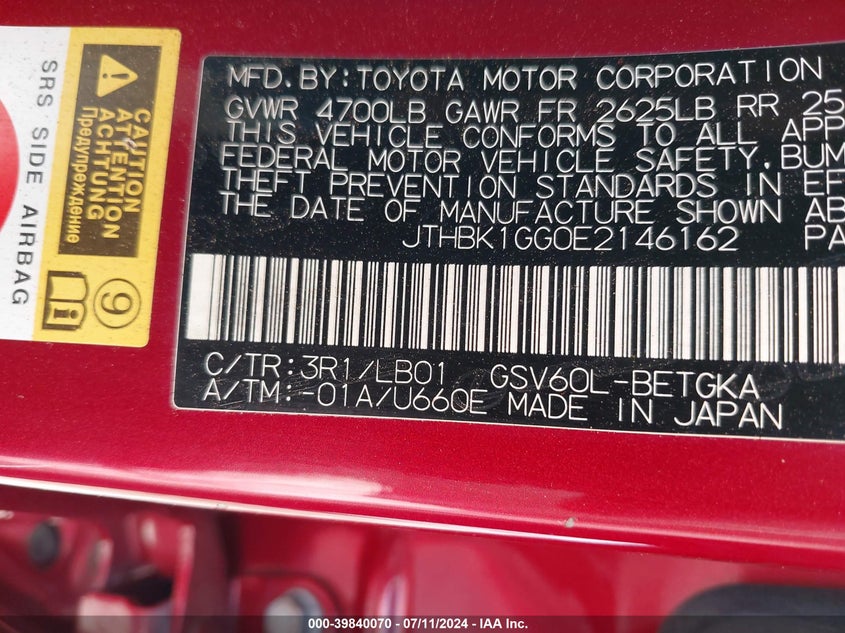 SRS SIDE AIRBAG
CAUTION
ATTENTION
ACHTUNG
Предупреждение
9
MFD. BY: TOYOTA MOTOR CORPORATION
GVWR 4700LB GAWR FR 2625LB RR 25
THIS VEHICLE CONFORMS TO ALL APP
FEDERAL MOTOR VEHICLE SAFETY, BUM
THEFT PREVENTION STANDARDS IN EF
THE DATE OF MANUFACTURE SHOWN AB
JTHBK1GG0E2146162 PA
C/TR: 3R1/LB01 GSV60L-BETGKA
A/TM: -01A/U660E MADE IN JAPAN
000-39840070 - 07/11/2024 - IAA Inc.